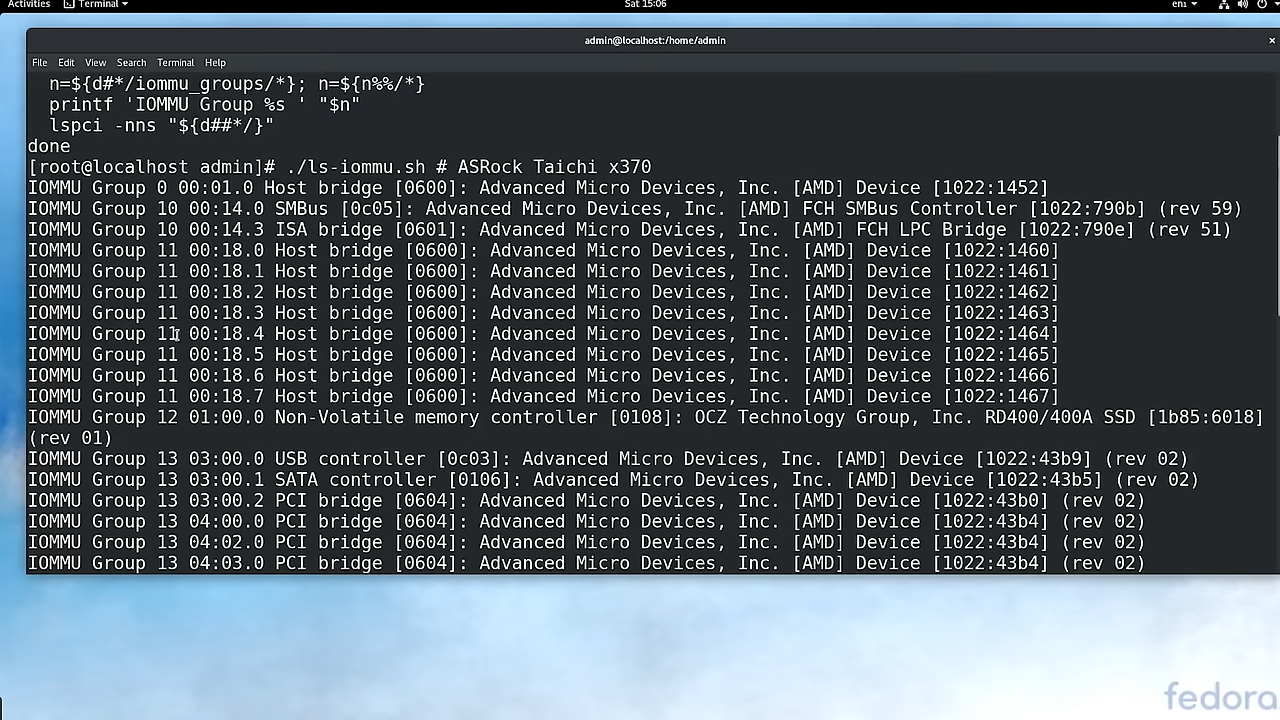 Activities Terminal Sat 15:06 en1
admin@localhost:/home/admin ×
File Edit View Search Terminal Help
n=${d#*/iommu_groups/*}; n=${n%%/*}
printf 'IOMMU Group %s ' "$n"
lspci -nns "${d##*/}"
done
[root@localhost admin]# ./ls-iommu.sh # ASRock Taichi x370
IOMMU Group 0 00:01.0 Host bridge [0600]: Advanced Micro Devices, Inc. [AMD] Device [1022:1452]
IOMMU Group 10 00:14.0 SMBus [0c05]: Advanced Micro Devices, Inc. [AMD] FCH SMBus Controller [1022:790b] (rev 59)
IOMMU Group 10 00:14.3 ISA bridge [0601]: Advanced Micro Devices, Inc. [AMD] FCH LPC Bridge [1022:790e] (rev 51)
IOMMU Group 11 00:18.0 Host bridge [0600]: Advanced Micro Devices, Inc. [AMD] Device [1022:1460]
IOMMU Group 11 00:18.1 Host bridge [0600]: Advanced Micro Devices, Inc. [AMD] Device [1022:1461]
IOMMU Group 11 00:18.2 Host bridge [0600]: Advanced Micro Devices, Inc. [AMD] Device [1022:1462]
IOMMU Group 11 00:18.3 Host bridge [0600]: Advanced Micro Devices, Inc. [AMD] Device [1022:1463]
IOMMU Group 11 00:18.4 Host bridge [0600]: Advanced Micro Devices, Inc. [AMD] Device [1022:1464]
IOMMU Group 11 00:18.5 Host bridge [0600]: Advanced Micro Devices, Inc. [AMD] Device [1022:1465]
IOMMU Group 11 00:18.6 Host bridge [0600]: Advanced Micro Devices, Inc. [AMD] Device [1022:1466]
IOMMU Group 11 00:18.7 Host bridge [0600]: Advanced Micro Devices, Inc. [AMD] Device [1022:1467]
IOMMU Group 12 01:00.0 Non-Volatile memory controller [0108]: OCZ Technology Group, Inc. RD400/400A SSD [1b85:6018]
(rev 01)
IOMMU Group 13 03:00.0 USB controller [0c03]: Advanced Micro Devices, Inc. [AMD] Device [1022:43b9] (rev 02)
IOMMU Group 13 03:00.1 SATA controller [0106]: Advanced Micro Devices, Inc. [AMD] Device [1022:43b5] (rev 02)
IOMMU Group 13 03:00.2 PCI bridge [0604]: Advanced Micro Devices, Inc. [AMD] Device [1022:43b0] (rev 02)
IOMMU Group 13 04:00.0 PCI bridge [0604]: Advanced Micro Devices, Inc. [AMD] Device [1022:43b4] (rev 02)
IOMMU Group 13 04:02.0 PCI bridge [0604]: Advanced Micro Devices, Inc. [AMD] Device [1022:43b4] (rev 02)
IOMMU Group 13 04:03.0 PCI bridge [0604]: Advanced Micro Devices, Inc. [AMD] Device [1022:43b4] (rev 02)
fedora